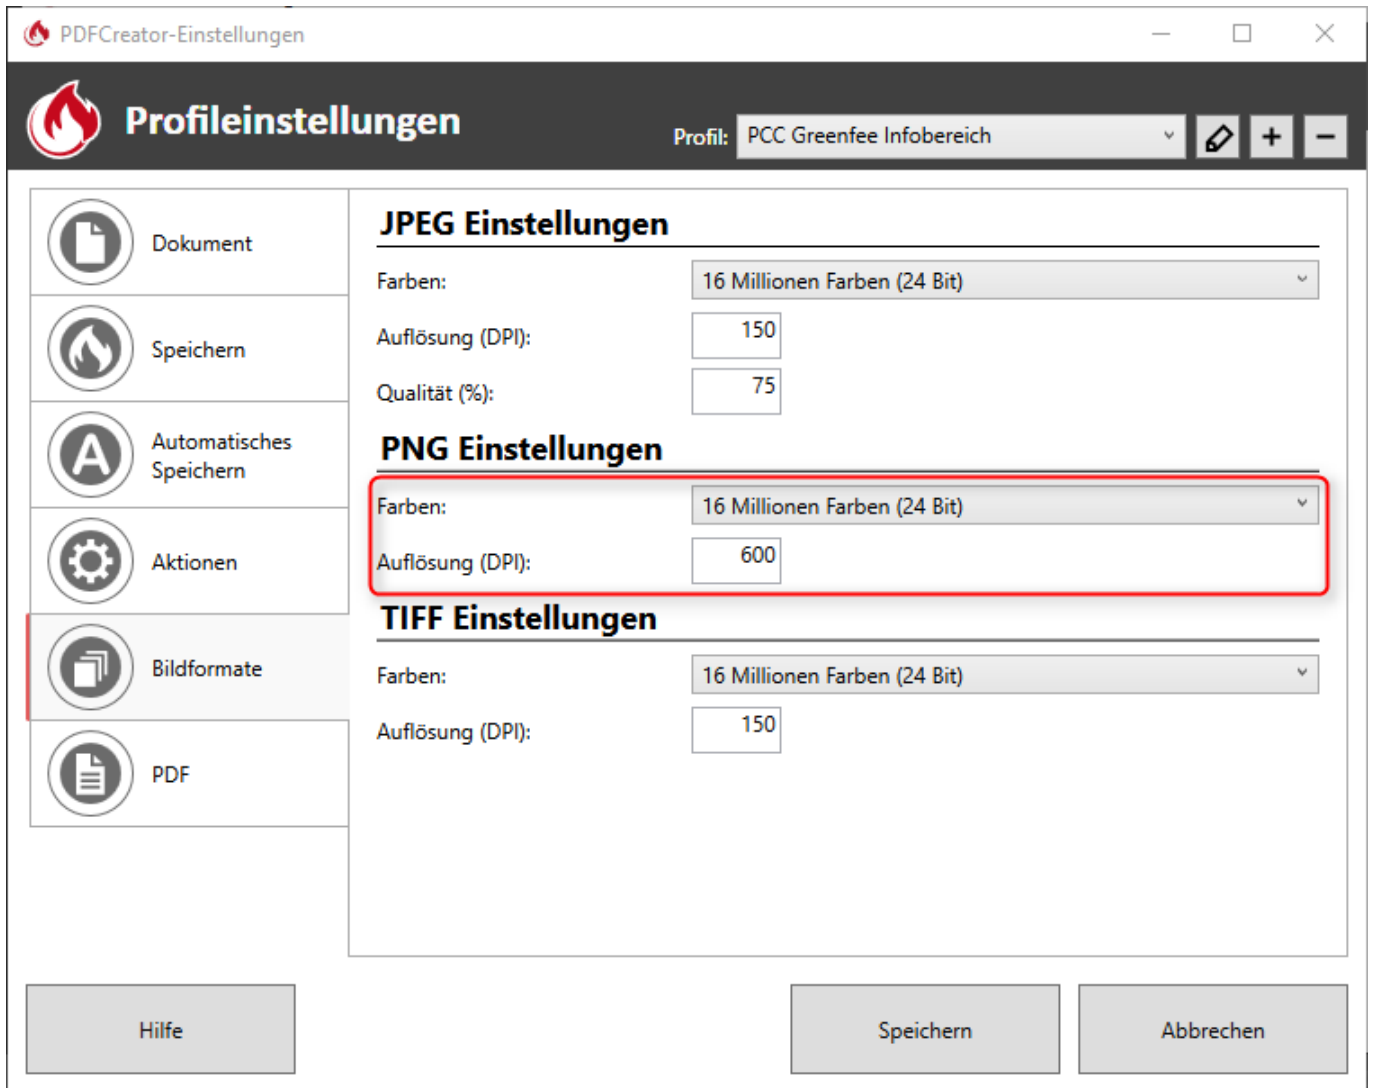 PDFCreator-Einstellungen
Profileinstellungen
Profil: PCC Greenfee Infobereich
Dokument
Speichern
Automatisches
Speichern
Aktionen
Bildformate
PDF
JPEG Einstellungen
Farben: 16 Millionen Farben (24 Bit)
Auflösung (DPI): 150
Qualität (%): 75
PNG Einstellungen
Farben: 16 Millionen Farben (24 Bit)
Auflösung (DPI): 600
TIFF Einstellungen
Farben: 16 Millionen Farben (24 Bit)
Auflösung (DPI): 150
Hilfe
Speichern
Abbrechen